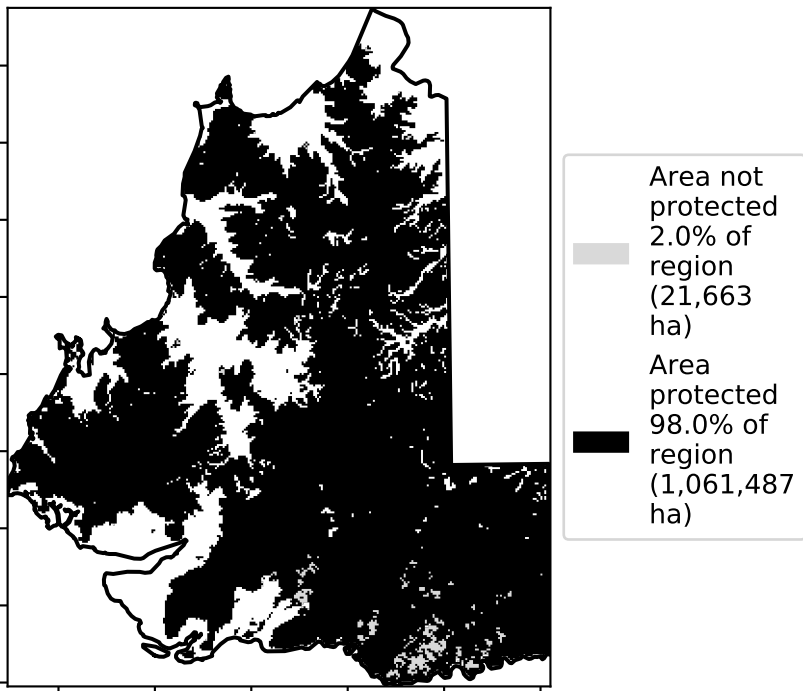 Area not
protected
2.0% of
region
(21,663
ha)
Area
protected
98.0% of
region
(1,061,487
ha)